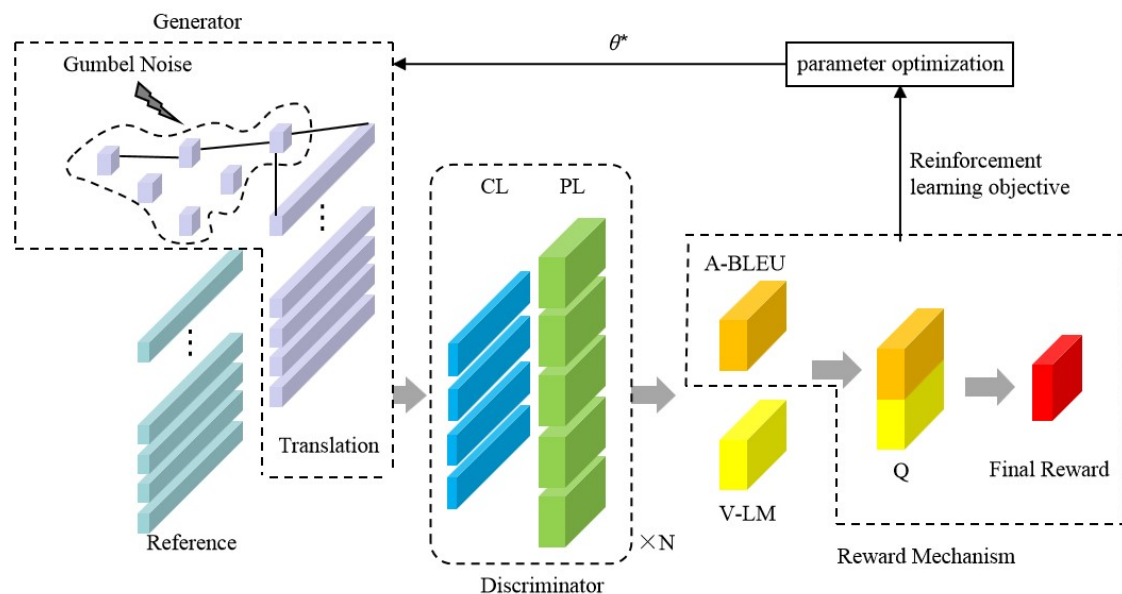 Generator
Gumbel Noise
θ*
parameter optimization
Reinforcement
learning objective
CL PL
A-BLEU
Translation
Q
Final Reward
V-LM
Reference
×N
Reward Mechanism
Discriminator